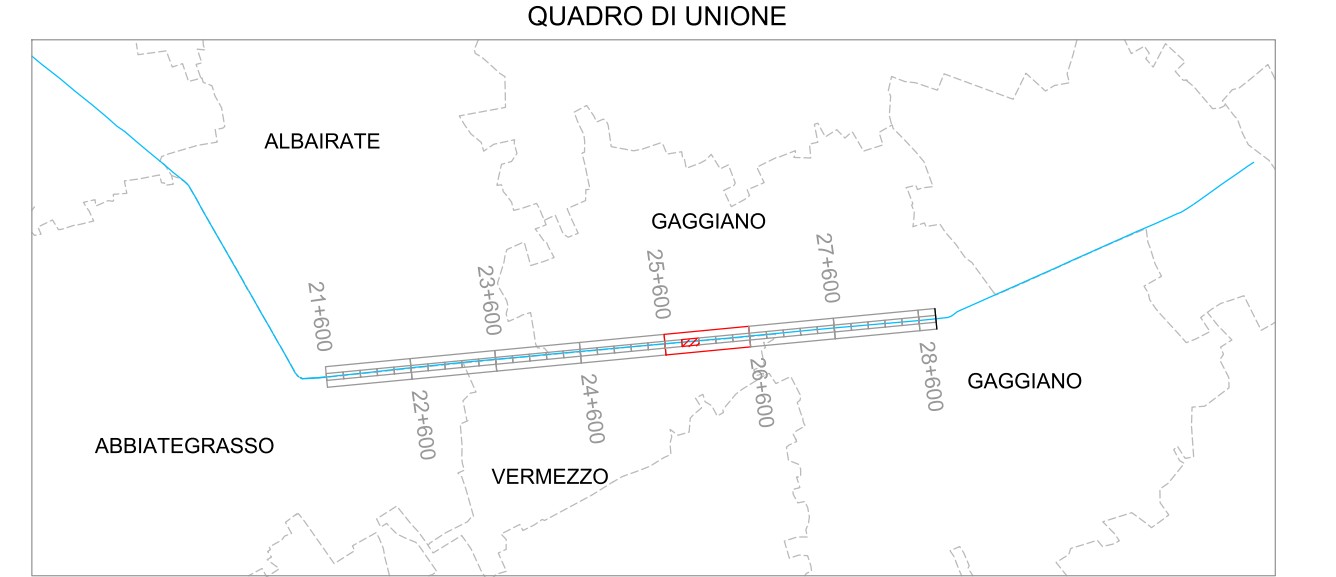 QUADRO DI UNIONE
ALBAIRATE
GAGGIANO
27+600
25+600
23+600
21+600
26+600
28+600
24+600
22+600
GAGGIANO
ABBIATEGRASSO
VERMEZZO